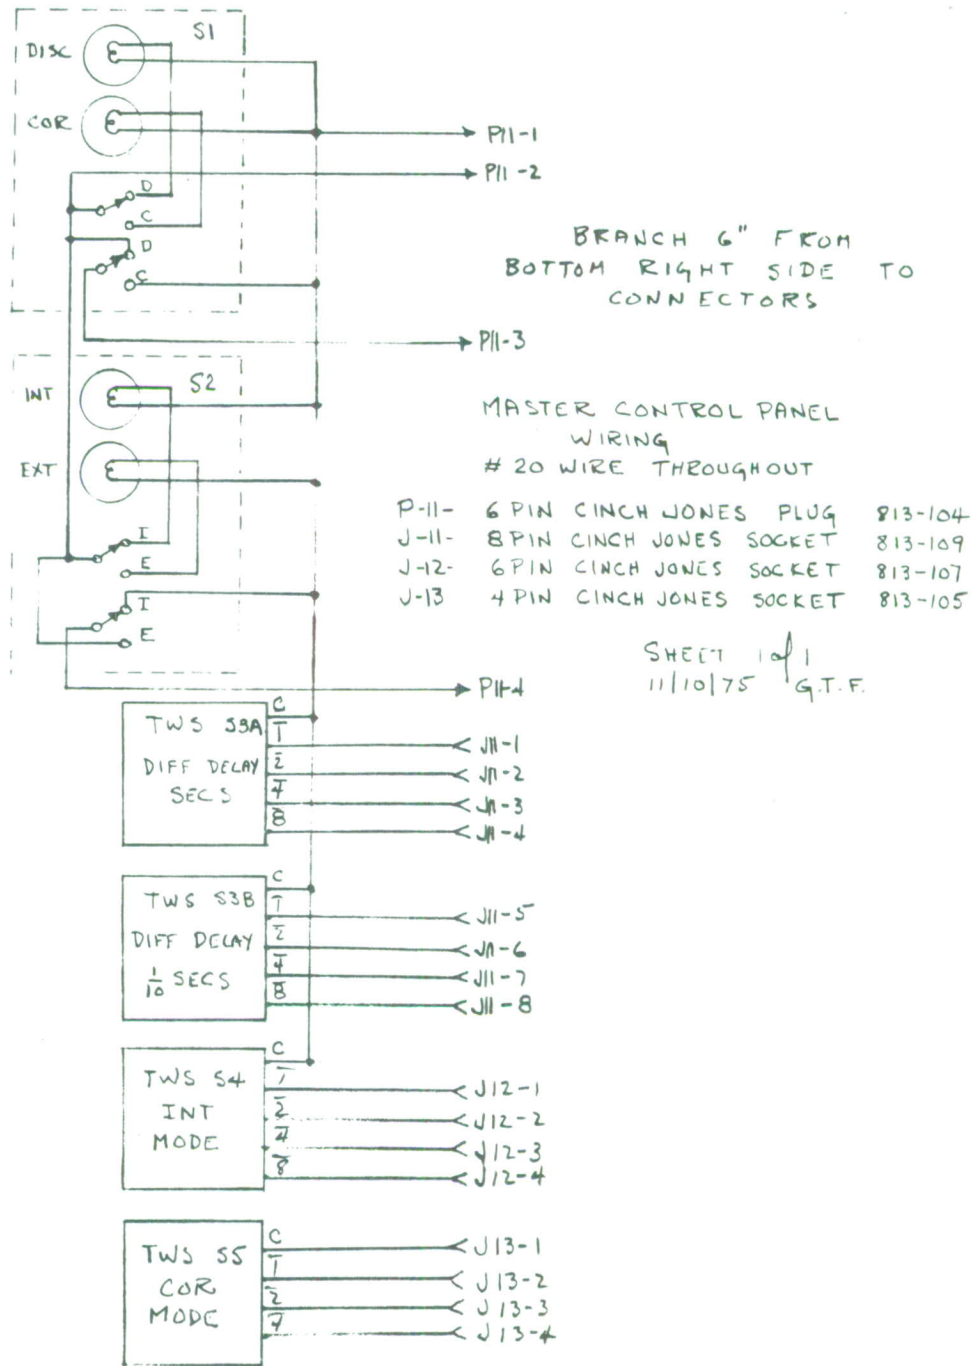 S1
DISC
COR
P11-1
P11-2
D
C
D
C
BRANCH 6" FROM
BOTTOM RIGHT SIDE TO
CONNECTORS
P11-3
S2
INT
EXT
MASTER CONTROL PANEL
WIRING
# 20 WIRE THROUGHOUT
P-11- 6 PIN CINCH JONES PLUG 813-104
J-11- 8 PIN CINCH JONES SOCKET 813-109
J-12- 6 PIN CINCH JONES SOCKET 813-107
J-13 4 PIN CINCH JONES SOCKET 813-105
I
E
I
E
SHEET 1 of 1
11/10/75 G.T.F.
P11-4
TWS S3A
DIFF DELAY
SECS
C
1̅
2̅
4̅
8̅
J11-1
J11-2
J11-3
J11-4
TWS S3B
DIFF DELAY
1/10 SECS
C
1̅
2̅
4̅
8̅
J11-5
J11-6
J11-7
J11-8
TWS S4
INT
MODE
C
1̅
2̅
4̅
8̅
J12-1
J12-2
J12-3
J12-4
TWS S5
COR
MODE
C
1̅
2̅
4̅
J13-1
J13-2
J13-3
J13-4